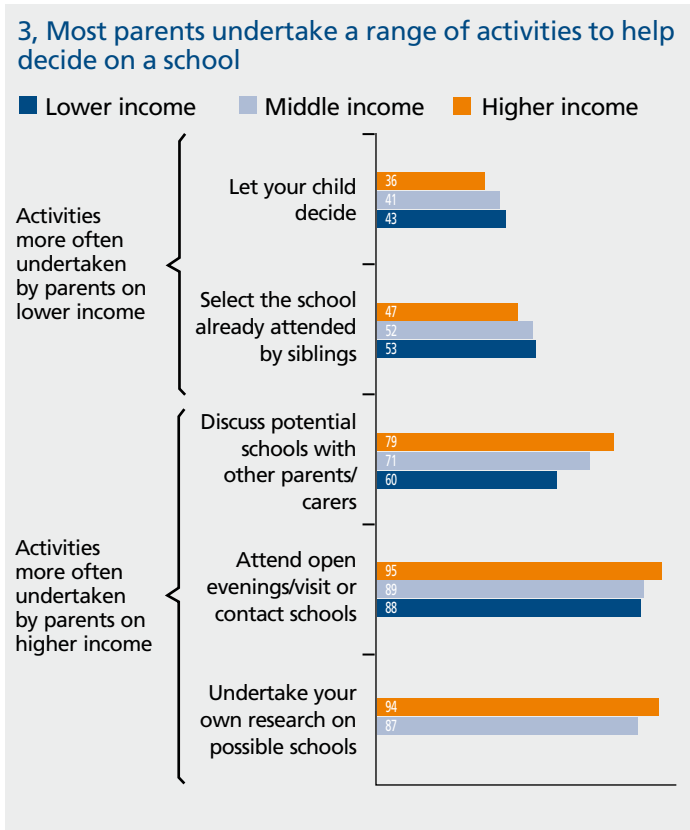 3, Most parents undertake a range of activities to help
decide on a school
Lower income
Middle income
Higher income
Activities
more often
undertaken
by parents on
lower income
Let your child
decide
36
41
43
Select the school
already attended
by siblings
47
52
53
Activities
more often
undertaken
by parents on
higher income
Discuss potential
schools with
other parents/
carers
79
71
60
Attend open
evenings/visit or
contact schools
95
89
88
Undertake your
own research on
possible schools
94
87